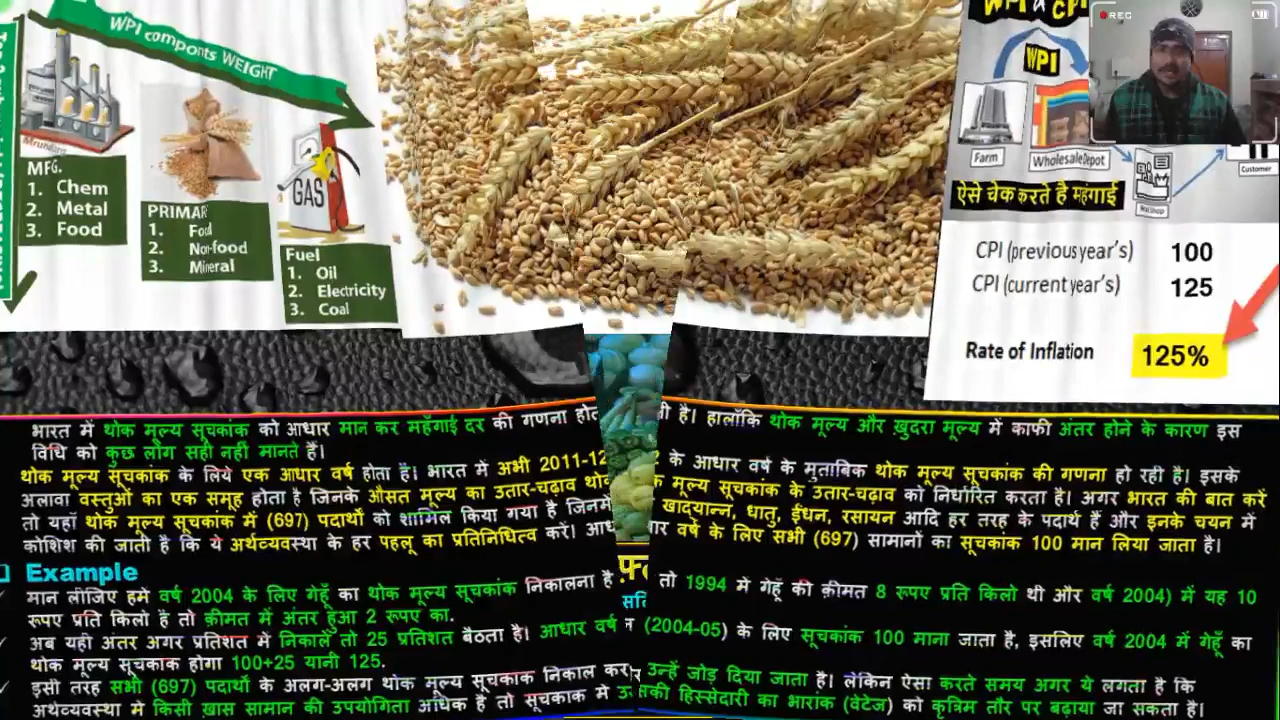 WPI componts WEIGHT
MFG.
1. Chem
2. Metal
3. Food
PRIMAR
1. Food
2. Non-food
3. Mineral
GAS
Fuel
1. Oil
2. Electricity
3. Coal
WPI & CPI
REC
WPI
Farm
Wholesale Depot
Customer
ऐसे चेक करते है महंगाई
CPI (previous year's) 100
CPI (current year's) 125
Rate of Inflation 125%
भारत में थोक मूल्य सूचकांक को आधार मान कर महँगाई दर की गणना होत ती है। हालाँकि थोक मूल्य और ख़ुदरा मूल्य में काफी अंतर होने के कारण इस
विधि को कुछ लोग सही नहीं मानते हैं।
थोक मूल्य सूचकांक के लिये एक आधार वर्ष होता है। भारत में अभी 2011-12 के आधार वर्ष के मुताबिक थोक मूल्य सूचकांक की गणना हो रही है। इसके
अलावा वस्तुओं का एक समूह होता है जिनके औसत मूल्य का उतार-चढ़ाव थोक मूल्य सूचकांक के उतार-चढ़ाव को निर्धारित करता है। अगर भारत की बात करें
तो यहाँ थोक मूल्य सूचकांक में (697) पदार्थों को शामिल किया गया है जिनमें खाद्यान्न, धातु, ईंधन, रसायन आदि हर तरह के पदार्थ हैं और इनके चयन में
कोशिश की जाती है कि ये अर्थव्यवस्था के हर पहलू का प्रतिनिधित्व करें। आधार वर्ष के लिए सभी (697) सामानों का सूचकांक 100 मान लिया जाता है।
Example
मान लीजिए हमें वर्ष 2004 के लिए गेहूँ का थोक मूल्य सूचकांक निकालना है तो 1994 में गेहूँ की क़ीमत 8 रूपए प्रति किलो थी और वर्ष 2004) में यह 10
रूपए प्रति किलो है तो क़ीमत में अंतर हुआ 2 रूपए का.
अब यही अंतर अगर प्रतिशत में निकालें तो 25 प्रतिशत बैठता है। आधार वर्ष (2004-05) के लिए सूचकांक 100 माना जाता है, इसलिए वर्ष 2004 में गेहूँ का
थोक मूल्य सूचकांक होगा 100+25 यानी 125.
इसी तरह सभी (697) पदार्थों के अलग-अलग थोक मूल्य सूचकांक निकाल कर उन्हें जोड़ दिया जाता है। लेकिन ऐसा करते समय अगर ये लगता है कि
अर्थव्यवस्था में किसी ख़ास सामान की उपयोगिता अधिक है तो सूचकांक में उसकी हिस्सेदारी का भारांक (वेटेज) को कृत्रिम तौर पर बढ़ाया जा सकता है।